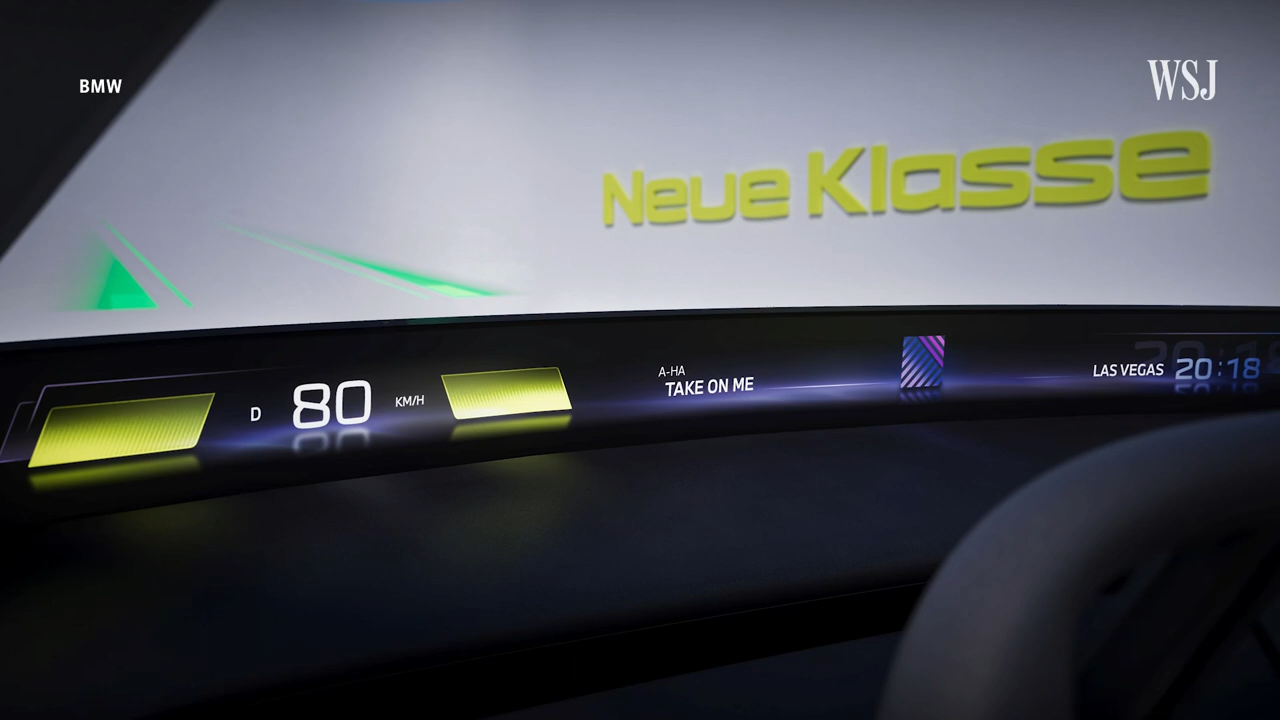 BMW
WSJ
Neue Klasse
D
80
KM/H
A-HA
TAKE ON ME
LAS VEGAS
20:18